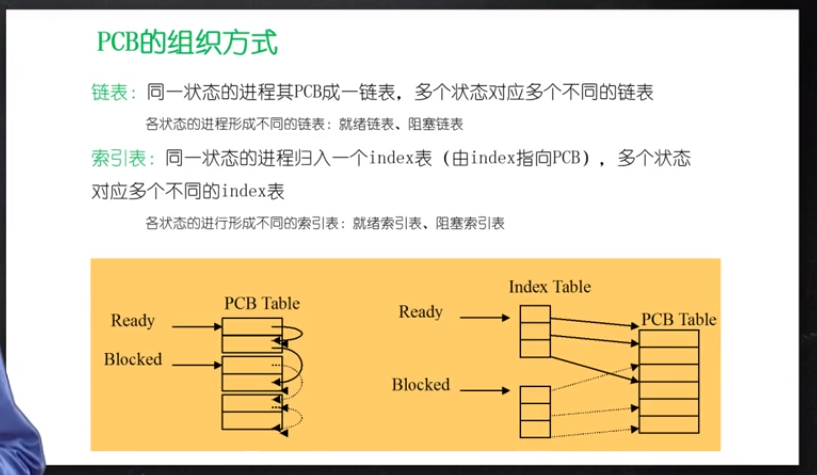 PCB的组织方式
链表：同一状态的进程其PCB成一链表，多个状态对应多个不同的链表
各状态的进程形成不同的链表：就绪链表、阻塞链表
索引表：同一状态的进程归入一个index表（由index指向PCB），多个状态
对应多个不同的index表
各状态的进行形成不同的索引表：就绪索引表、阻塞索引表
PCB Table
Ready
Blocked
Index Table
Ready
PCB Table
Blocked